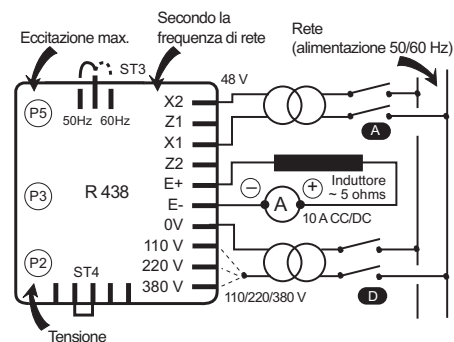 Eccitazione max.
Secondo la
frequenza di rete
Rete
(alimentazione 50/60 Hz)
ST3
48 V
P5
50Hz 60Hz
X2
Z1
X1
Z2
E+
E-
0V
110 V
220 V
380 V
A
P3
R 438
Induttore
~ 5 ohms
− +
A
10 A CC/DC
P2
ST4
110/220/380 V
D
Tensione